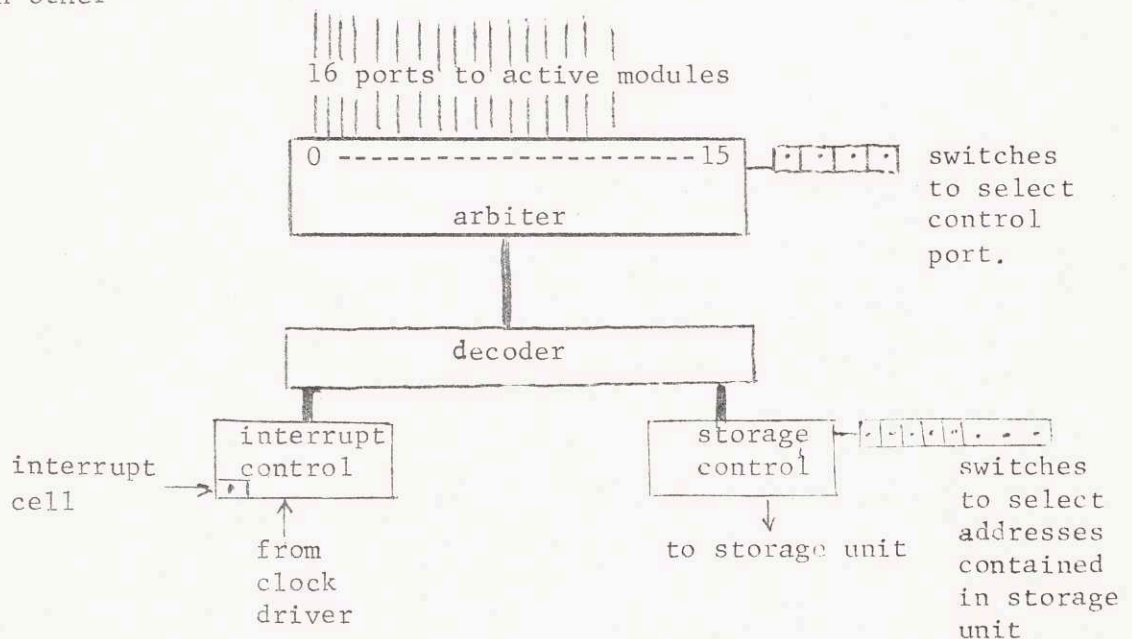 other
16 ports to active modules
0 ---------------------- 15
arbiter
switches
to select
control
port.
decoder
interrupt
control
storage
control
interrupt
cell
from
clock
driver
to storage unit
switches
to select
addresses
contained
in storage
unit